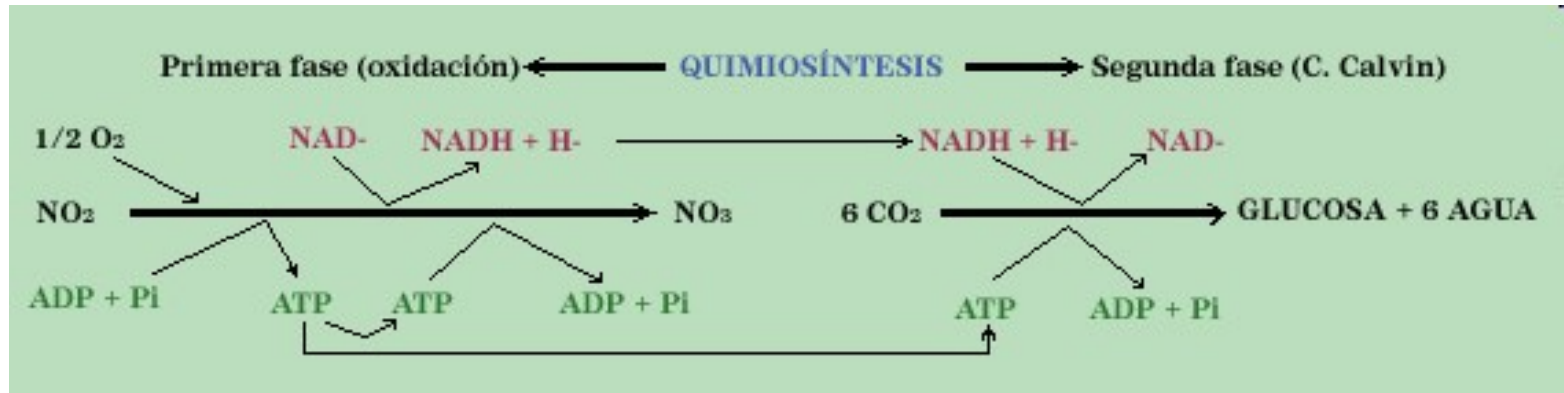 Primera fase (oxidación) QUIMIOSÍNTESIS Segunda fase (C. Calvin)
1/2 O₂ NAD- NADH + H- NADH + H- NAD-
NO₂ NO₃ 6 CO₂ GLUCOSA + 6 AGUA
ADP + Pi ATP ATP ADP + Pi ATP ADP + Pi